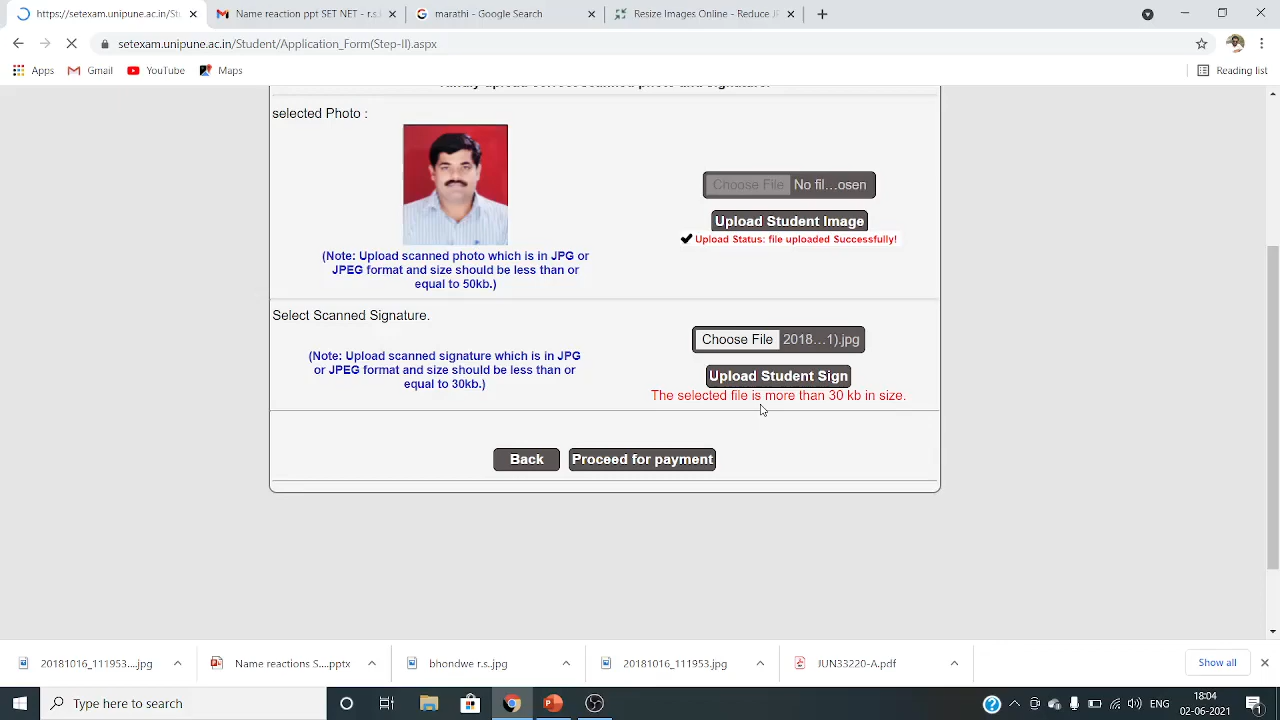 https://setexam.unipune.ac.in/St
Name reaction ppt SET NET - r.s.l
marathi - Google Search
Resize Images Online - Reduce JF
setexam.unipune.ac.in/Student/Application_Form(Step-II).aspx
Apps
Gmail
YouTube
Maps
Reading list
selected Photo :
Choose File No fil...osen
Upload Student Image
Upload Status: file uploaded Successfully!
(Note: Upload scanned photo which is in JPG or
JPEG format and size should be less than or
equal to 50kb.)
Select Scanned Signature.
Choose File 2018...1).jpg
(Note: Upload scanned signature which is in JPG
or JPEG format and size should be less than or
equal to 30kb.)
Upload Student Sign
The selected file is more than 30 kb in size.
Back
Proceed for payment
20181016_111953....jpg
Name reactions S....pptx
bhondwe r.s.jpg
20181016_111953.jpg
JUN33220-A.pdf
Show all
Type here to search
ENG
18:04
02-06-2021